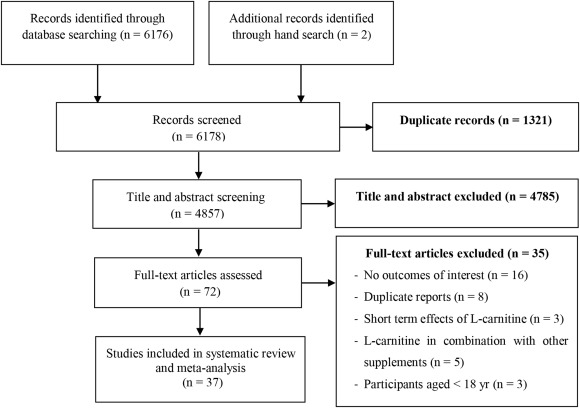 Records identified through
database searching (n = 6176)
Additional records identified
through hand search (n = 2)
Records screened
n = 6178
Duplicate records (n = 1321)
Title and abstract screening
n = 4857
Title and abstract excluded (n = 4785)
Full-text articles assessed
n = 72
Full-text articles excluded (n = 35)
- No outcomes of interest (n = 16)
- Duplicate reports (n = 8)
- Short term effects of L-carnitine (n = 3)
- L-carnitine in combination with other
supplements (n = 5)
- Participants aged < 18 yr (n = 3)
Studies included in systematic review
and meta-analysis
n = 37